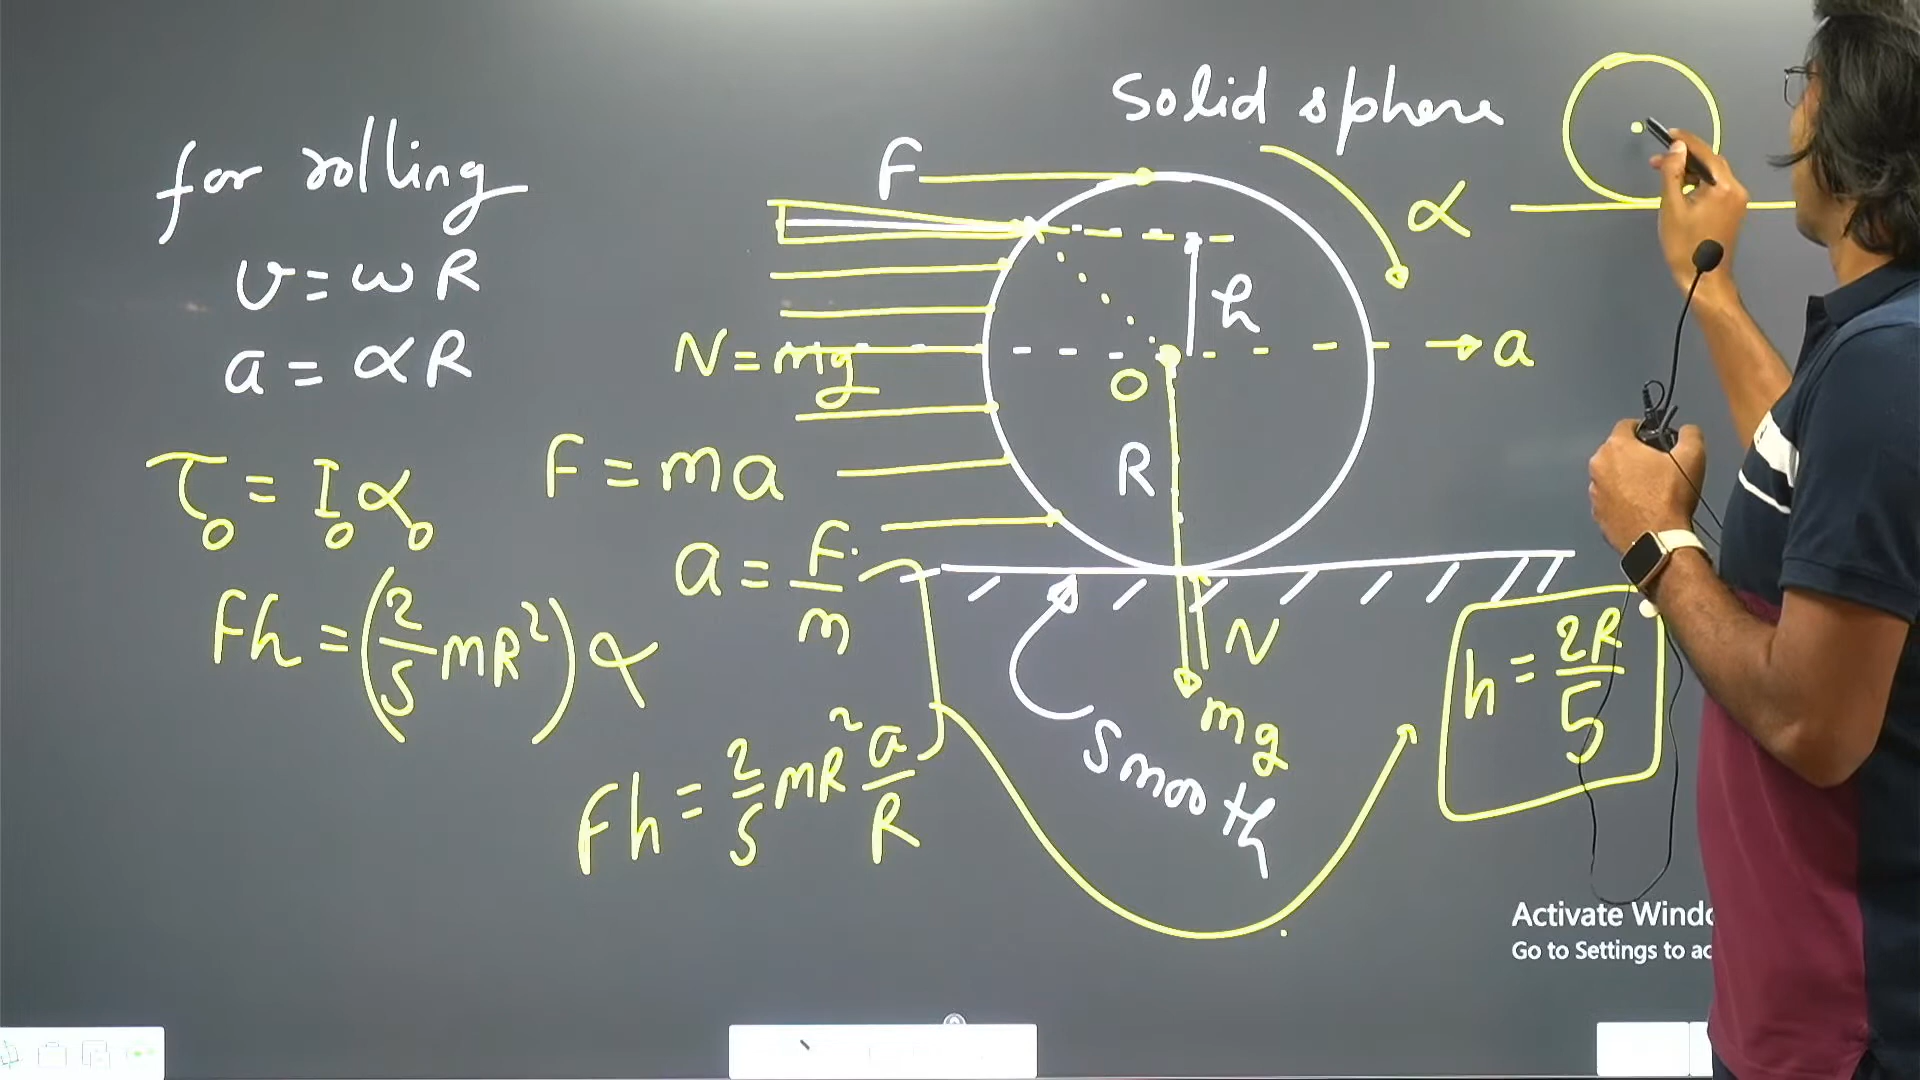 for rolling
v = ωR
a = αR
τ₀ = I₀α₀
Fh = (2/5 mR²)α
F = ma
a = F/m
Fh = 2/5 mR² a/R
Solid sphere
F
α
h
N = mg
a
O
R
N
mg
Smooth
h = 2R/5
Activate Windo
Go to Settings to ac